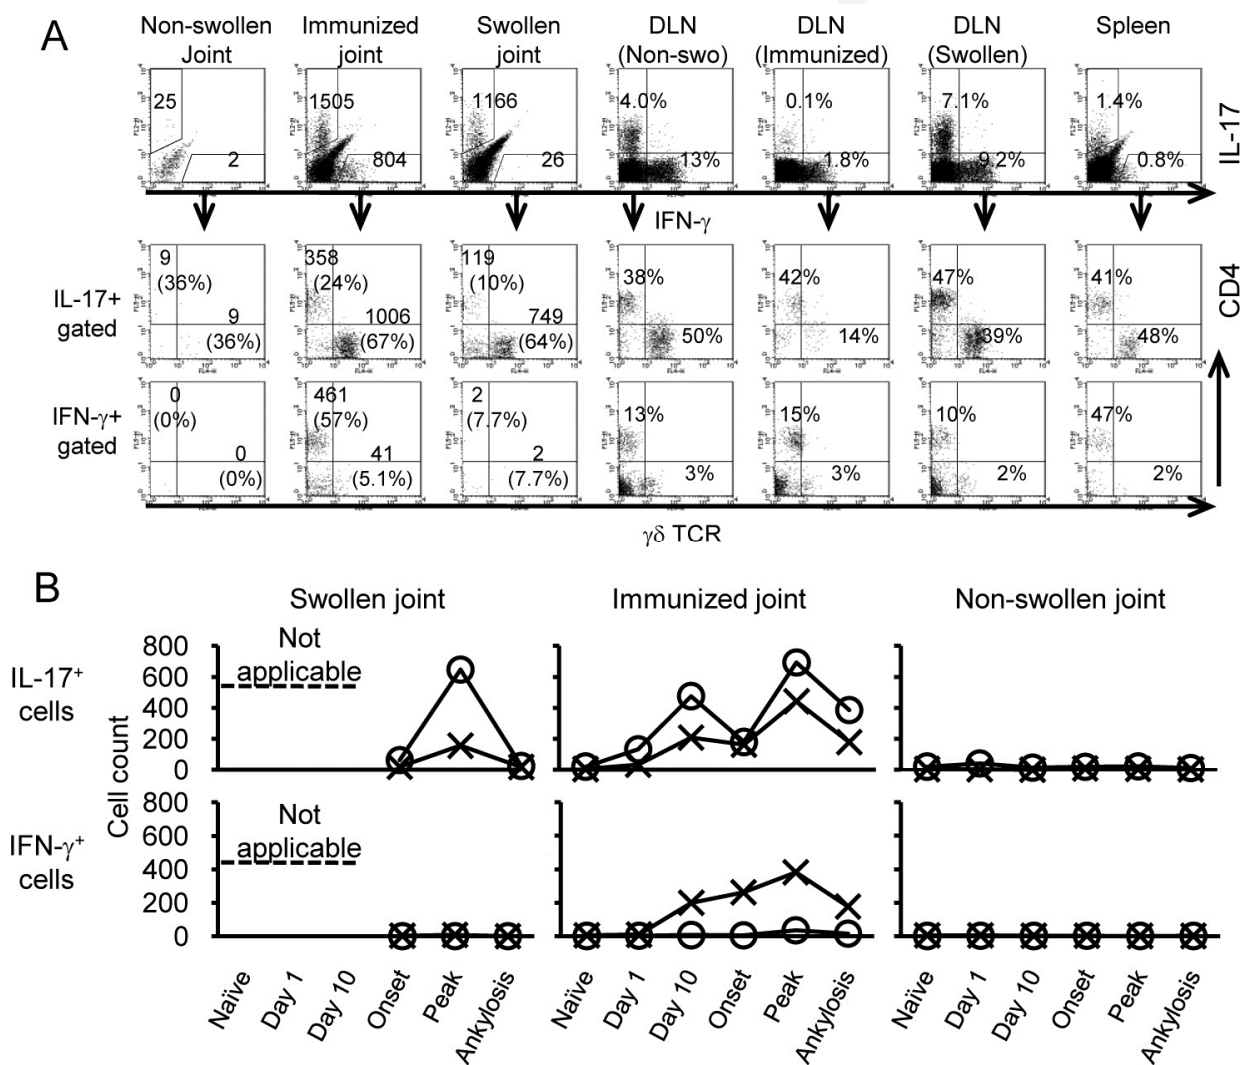 A
Non-swollen Joint
Immunized joint
Swollen joint
DLN (Non-swo)
DLN (Immunized)
DLN (Swollen)
Spleen
25
2
1505
804
1166
26
4.0%
13%
0.1%
1.8%
7.1%
9.2%
1.4%
0.8%
IL-17
IFN-γ
IL-17+ gated
9
(36%)
9
(36%)
358
(24%)
1006
(67%)
119
(10%)
749
(64%)
38%
50%
42%
14%
47%
39%
41%
48%
CD4
IFN-γ+ gated
0
(0%)
0
(0%)
461
(57%)
41
(5.1%)
2
(7.7%)
2
(7.7%)
13%
3%
15%
3%
10%
2%
47%
2%
γδ TCR
B
Swollen joint
Immunized joint
Non-swollen joint
IL-17+ cells
Cell count
800
600
400
200
0
Not applicable
IFN-γ+ cells
800
600
400
200
0
Not applicable
Naïve
Day 1
Day 10
Onset
Peak
Ankylosis
Naïve
Day 1
Day 10
Onset
Peak
Ankylosis
Naïve
Day 1
Day 10
Onset
Peak
Ankylosis